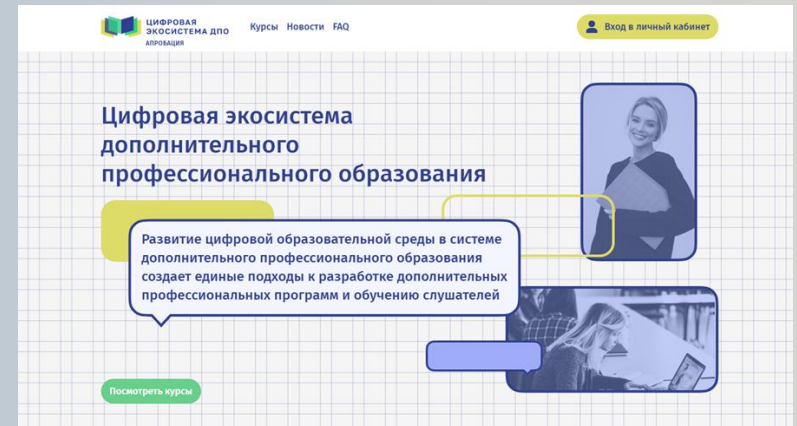 ЦИФРОВАЯ
ЭКОСИСТЕМА ДПО
АПРОБАЦИЯ
Курсы Новости FAQ
Вход в личный кабинет
Цифровая экосистема
дополнительного
профессионального образования
Развитие цифровой образовательной среды в системе
дополнительного профессионального образования
создает единые подходы к разработке дополнительных
профессиональных программ и обучению слушателей
Посмотреть курсы